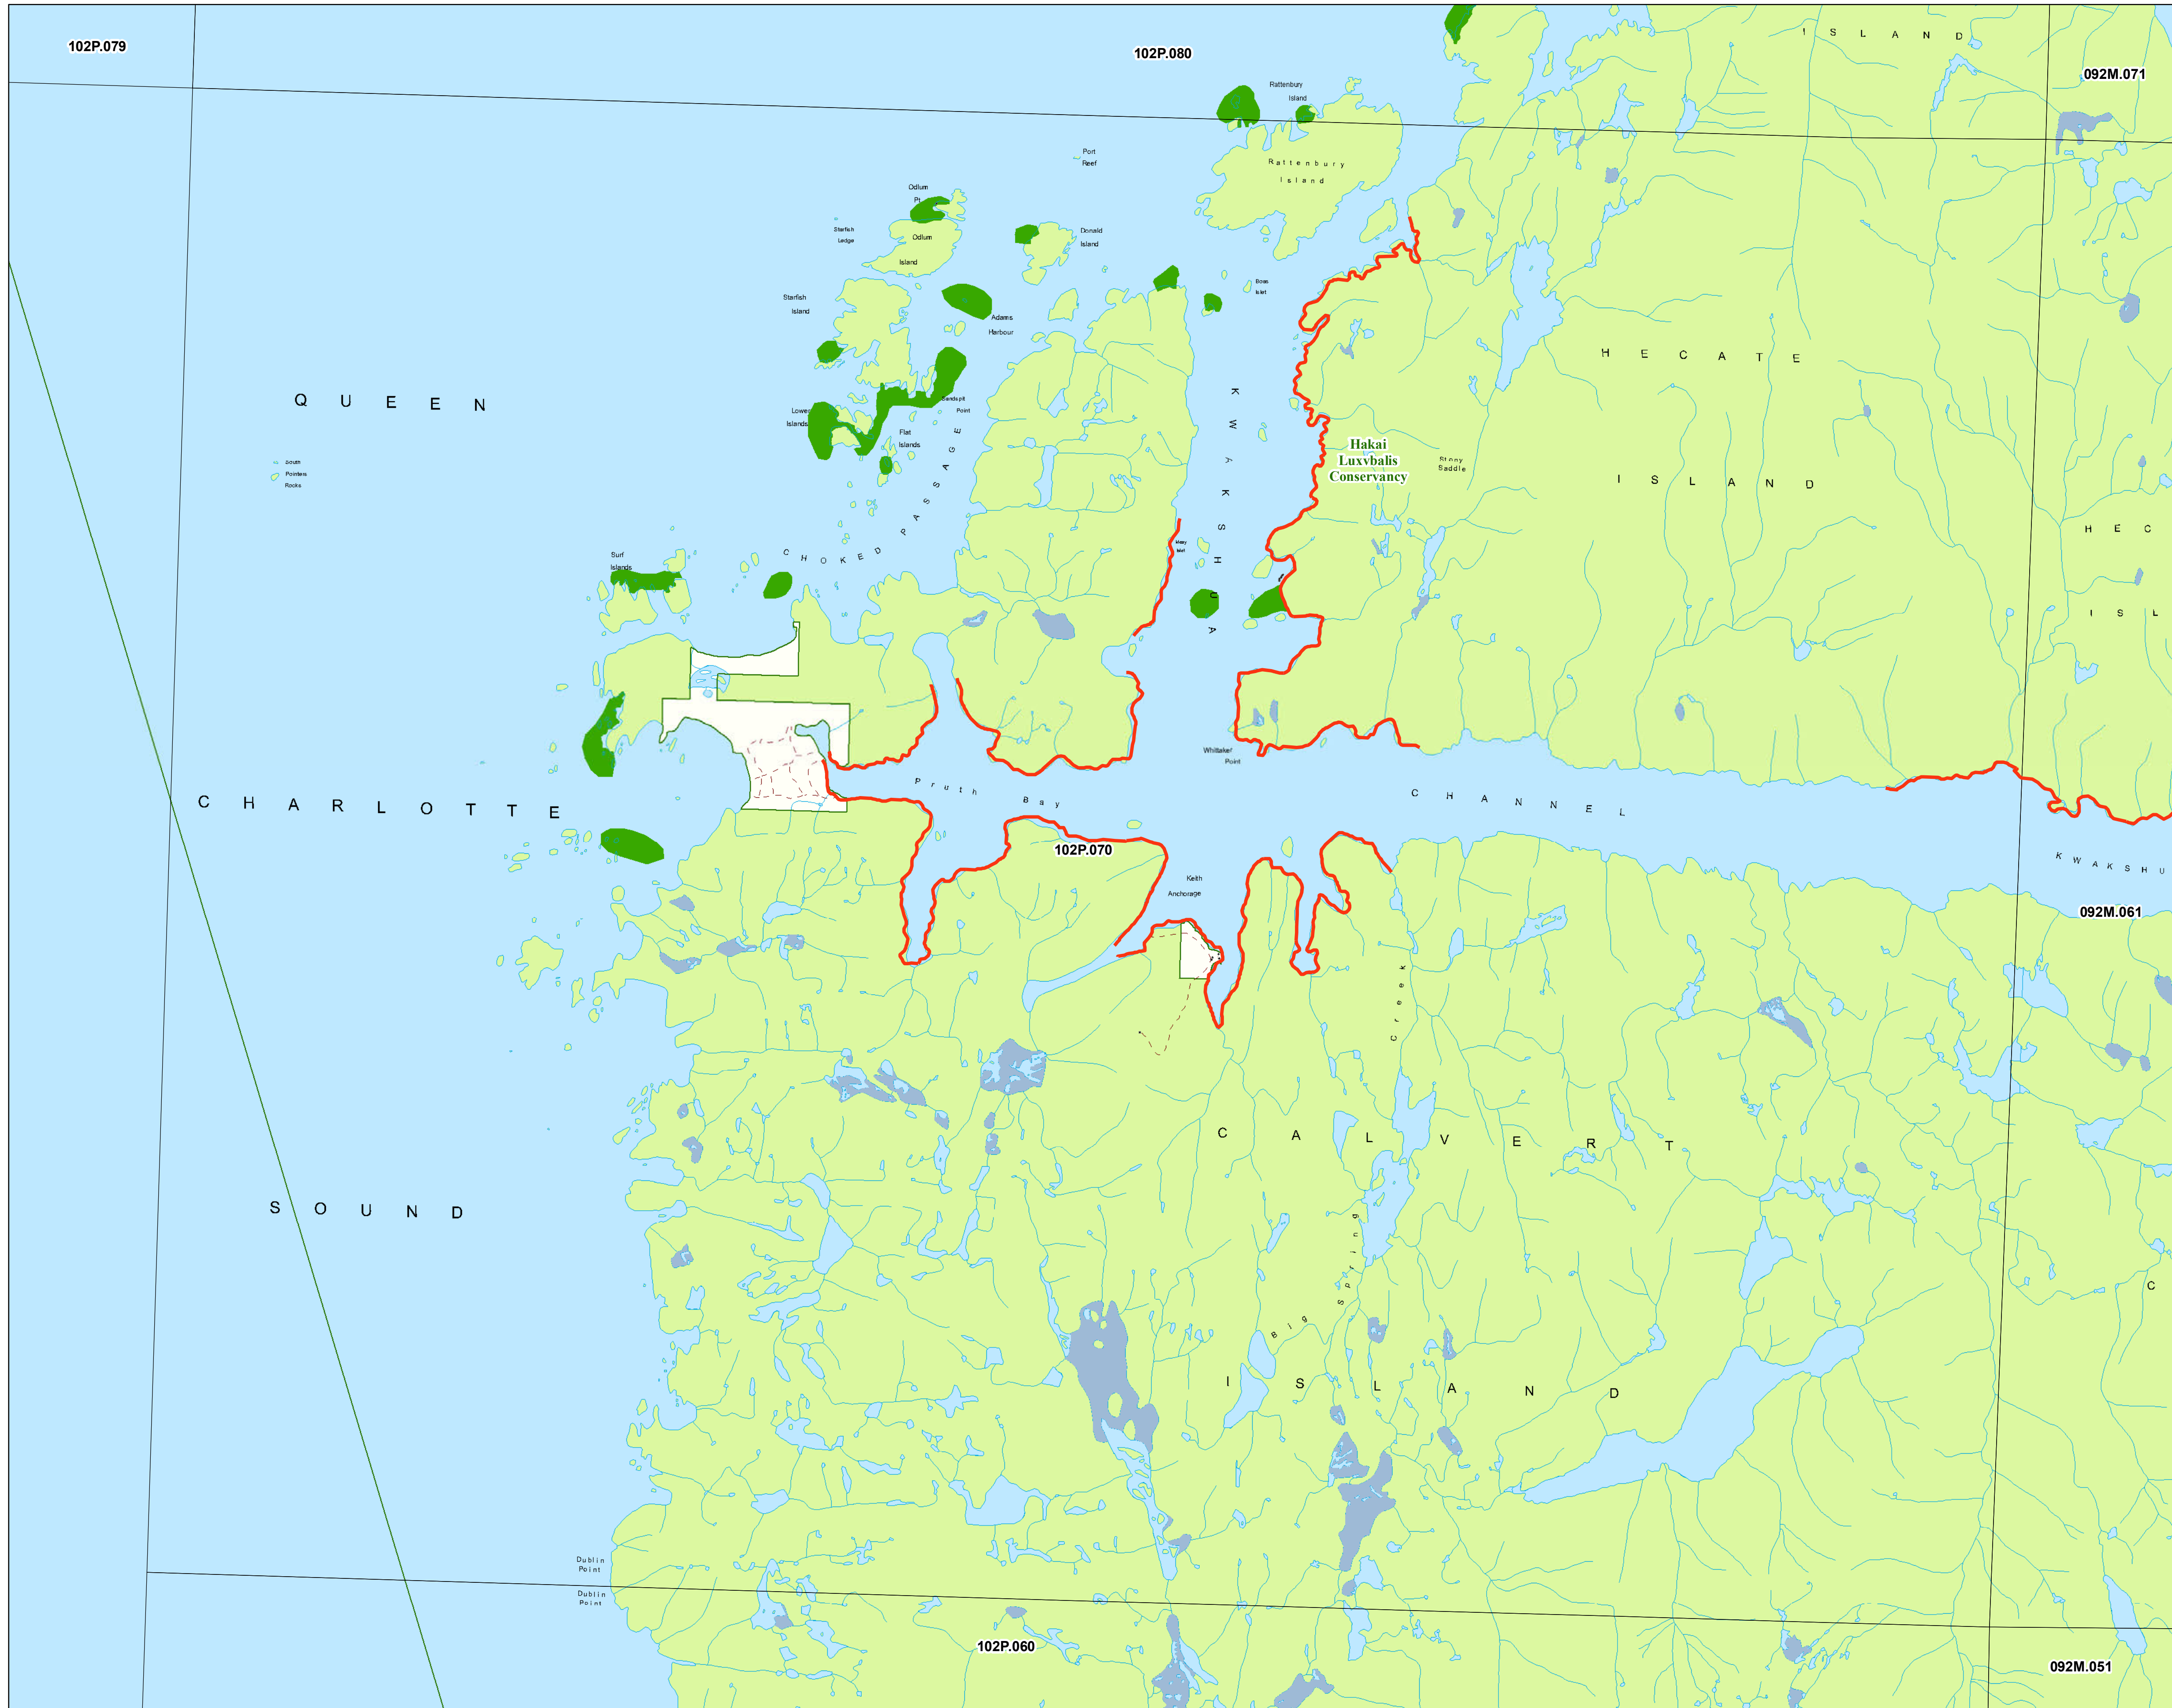 102P.079
102P.080
092M.071
ISLAND
Rattenbury
Island
Port
Reef
Rattenbury
Island
Odlum
Pt
Starfish
Ledge
Odlum
Island
Donald
Island
Boas
Islet
Starfish
Island
Adams
Harbour
HECATE
QUEEN
Lower
Islands
Sandspit
Point
Flat
Islands
KWAKSHUA
Hakai
Luxvbalis
Conservancy
Stony
Saddle
South
Pointers
Rocks
ISLAND
HEC
Surf
Islands
CHOKED PASSAGE
Islet
ISL
Whittaker
Point
Pruth Bay
CHANNEL
CHARLOTTE
102P.070
KWAKSHU
Keith
Anchorage
092M.061
CALVERT
SOUND
Big Spring Creek
C
ISLAND
Dublin
Point
Dublin
Point
102P.060
092M.051